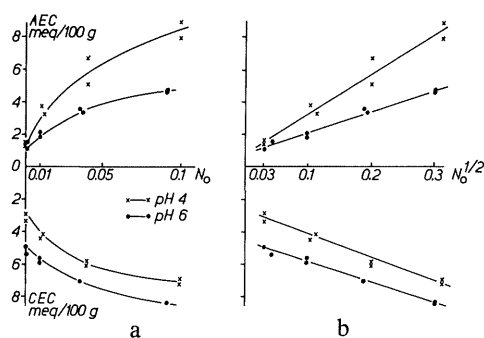 AEC
meq/100 g
8
6
4
2
0
0.01 0.05 0.1 N₀
x—x pH 4
•—• pH 6
4
6
8
CEC
meq/100 g
a
0.03 0.1 0.2 0.3 N₀^1/2
b